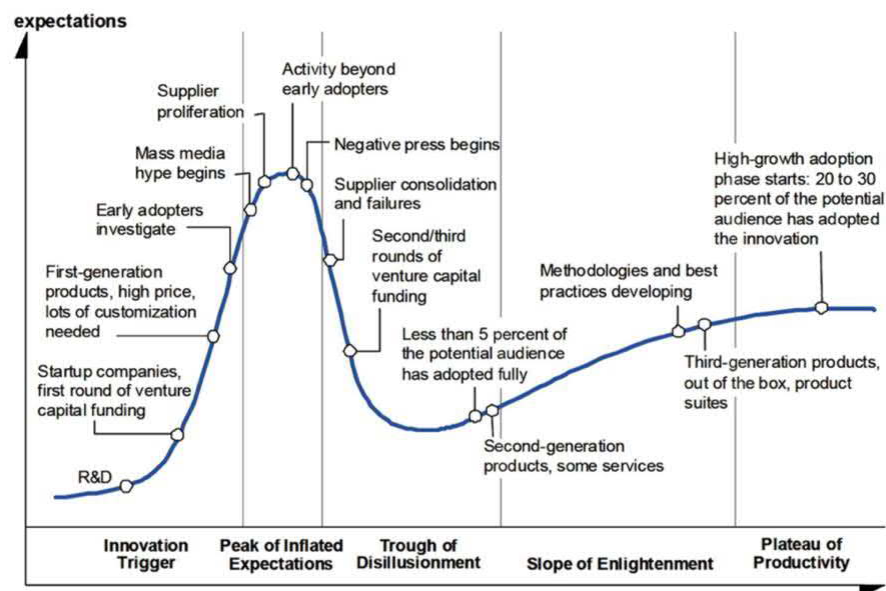 expectations
Activity beyond
early adopters
Supplier
proliferation
Negative press begins
Mass media
hype begins
High-growth adoption
phase starts: 20 to 30
percent of the potential
audience has adopted
the innovation
Supplier consolidation
and failures
Early adopters
investigate
Second/third
rounds of
venture capital
funding
First-generation
products, high price,
lots of customization
needed
Methodologies and best
practices developing
Less than 5 percent of
the potential audience
has adopted fully
Startup companies,
first round of venture
capital funding
Third-generation products,
out of the box, product
suites
Second-generation
products, some services
R&D
Innovation
Trigger
Peak of Inflated
Expectations
Trough of
Disillusionment
Slope of Enlightenment
Plateau of
Productivity